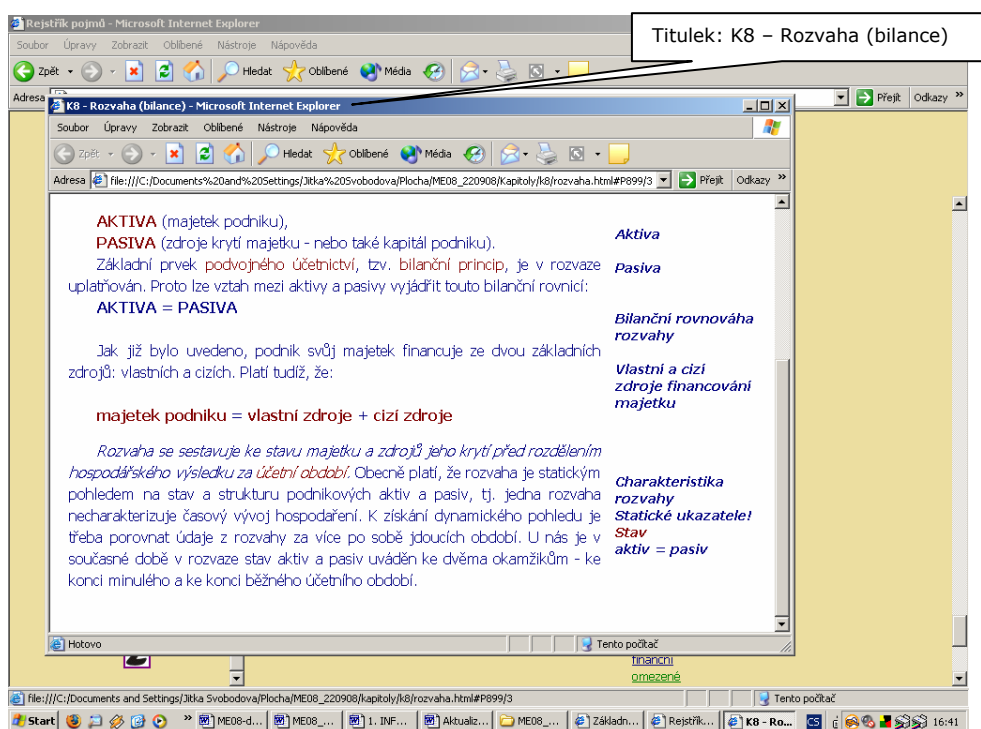 Rejstřík pojmů - Microsoft Internet Explorer
Titulek: K8 – Rozvaha (bilance)
Soubor Úpravy Zobrazit Oblíbené Nástroje Nápověda
Zpět Hledat Oblíbené Média
Adresa Přejít Odkazy »
K8 - Rozvaha (bilance) - Microsoft Internet Explorer
Soubor Úpravy Zobrazit Oblíbené Nástroje Nápověda
Zpět Hledat Oblíbené Média
Adresa file:///C:/Documents%20and%20Settings/Jitka%20Svobodova/Plocha/ME08_220908/Kapitoly/k8/rozvaha.html#P899/3 Přejít Odkazy »
AKTIVA (majetek podniku),
PASIVA (zdroje krytí majetku - nebo také kapitál podniku).
Základní prvek podvojného účetnictví, tzv. bilanční princip, je v rozvaze
uplatňován. Proto lze vztah mezi aktivy a pasivy vyjádřit touto bilanční rovnicí:
AKTIVA = PASIVA
Jak již bylo uvedeno, podnik svůj majetek financuje ze dvou základních
zdrojů: vlastních a cizích. Platí tudíž, že:
majetek podniku = vlastní zdroje + cizí zdroje
Rozvaha se sestavuje ke stavu majetku a zdrojů jeho krytí před rozdělením
hospodářského výsledku za účetní období. Obecně platí, že rozvaha je statickým
pohledem na stav a strukturu podnikových aktiv a pasiv, tj. jedna rozvaha
necharakterizuje časový vývoj hospodaření. K získání dynamického pohledu je
třeba porovnat údaje z rozvahy za více po sobě jdoucích období. U nás je v
současné době v rozvaze stav aktiv a pasiv uváděn ke dvěma okamžikům - ke
konci minulého a ke konci běžného účetního období.
Aktiva
Pasiva
Bilanční rovnováha
rozvahy
Vlastní a cizí
zdroje financování
majetku
Charakteristika
rozvahy
Statické ukazatele!
Stav
aktiv = pasiv
Hotovo Tento počítač
finanční
omezené
file:///C:/Documents and Settings/Jitka Svobodova/Plocha/ME08_220908/kapitoly/k8/rozvaha.html#P899/3 Tento počítač
Start » ME08-d... ME08_... 1. INF... Aktualiz... ME08_... Základn... Rejstřík... K8 - Ro... CS 16:41